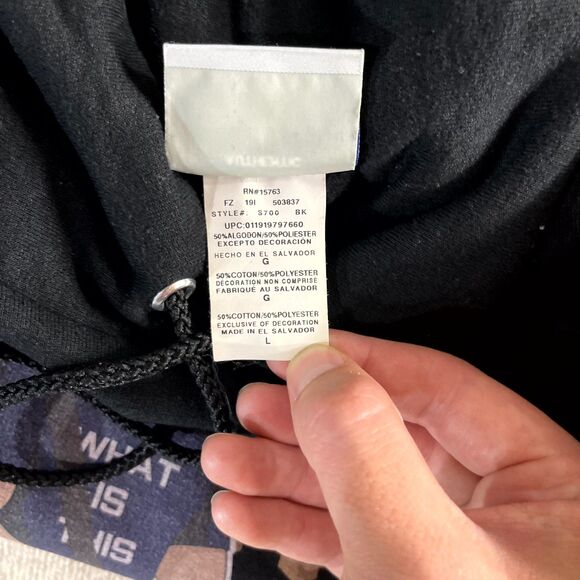 AUTHENTIC
RN#15763
FZ 19I 503837
STYLE#: S700 BK
UPC:011919797660
50%ALGODON/50%POLIESTER
EXCEPTO DECORACIÓN
HECHO EN EL SALVADOR
G
50%COTON/50%POLYESTER
DÉCORATION NON COMPRISE
FABRIQUÉ AU SALVADOR
G
50%COTTON/50%POLYESTER
EXCLUSIVE OF DECORATION
MADE IN EL SALVADOR
L
WHAT
IS
THIS